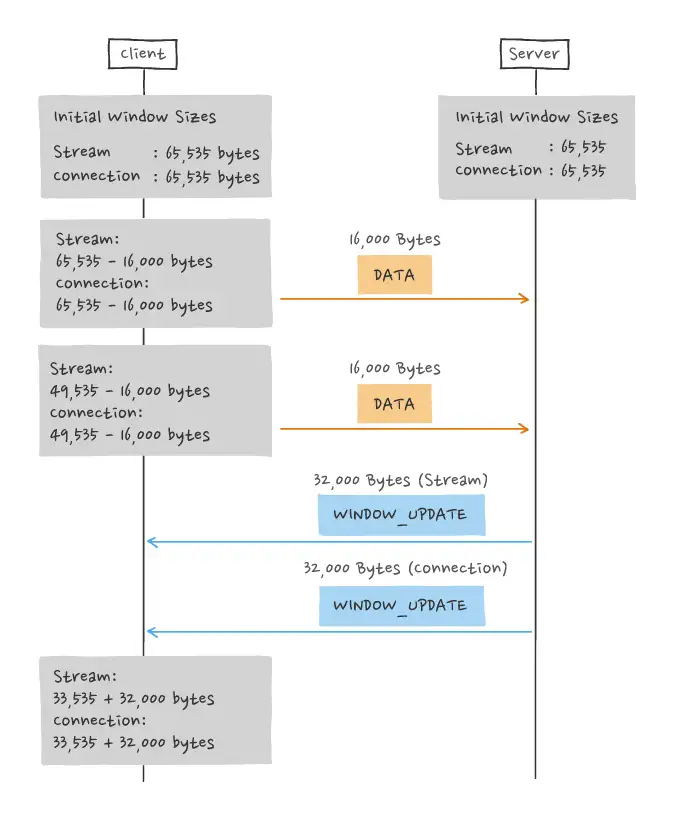 client
Server
Initial Window Sizes
Stream : 65,535 bytes
connection : 65,535 bytes
Initial Window Sizes
Stream : 65,535
connection : 65,535
Stream:
65,535 - 16,000 bytes
connection:
65,535 - 16,000 bytes
16,000 Bytes
DATA
Stream:
49,535 - 16,000 bytes
connection:
49,535 - 16,000 bytes
16,000 Bytes
DATA
32,000 Bytes (Stream)
WINDOW_UPDATE
32,000 Bytes (connection)
WINDOW_UPDATE
Stream:
33,535 + 32,000 bytes
connection:
33,535 + 32,000 bytes